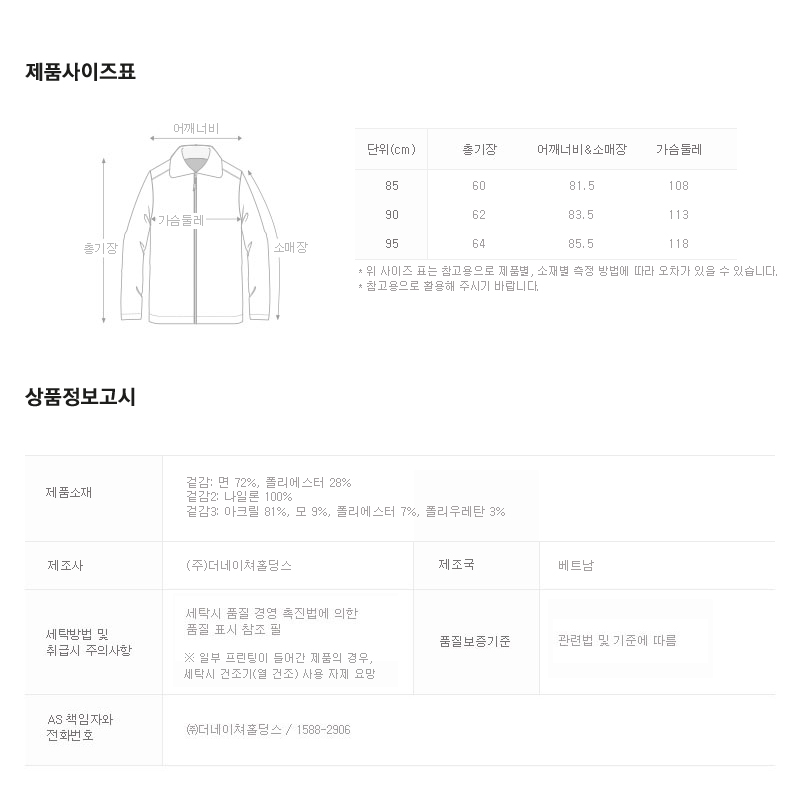 제품사이즈표
어깨너비
가슴둘레
총기장
소매장
단위(cm) 총기장 어깨너비&소매장 가슴둘레
85 60 81.5 108
90 62 83.5 113
95 64 85.5 118
* 위 사이즈 표는 참고용으로 제품별, 소재별 측정 방법에 따라 오차가 있을 수 있습니다.
* 참고용으로 활용해 주시기 바랍니다.
상품정보고시
제품소재
겉감: 면 72%, 폴리에스터 28%
겉감2: 나일론 100%
겉감3: 아크릴 81%, 모 9%, 폴리에스터 7%, 폴리우레탄 3%
제조사 (주)더네이쳐홀딩스 제조국 베트남
세탁방법 및
취급시 주의사항
세탁시 품질 경영 촉진법에 의한
품질 표시 참조 필
※ 일부 프린팅이 들어간 제품의 경우,
세탁시 건조기(열 건조) 사용 자제 요망
품질보증기준 관련법 및 기준에 따름
AS 책임자와
전화번호
㈜더네이쳐홀딩스 / 1588-2906